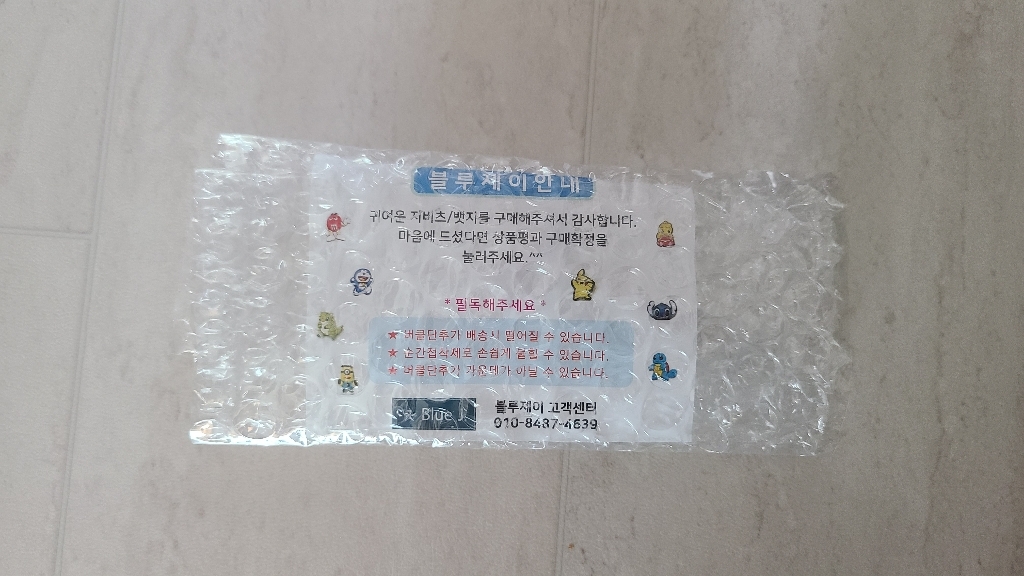 블루제이안내
귀여운 지비츠/뱃지를 구매해주셔서 감사합니다.
마음에 드셨다면 상품평과 구매확정을
눌러주세요.^^
* 필독해주세요 *
★ 버클단추가 배송시 떨어질 수 있습니다.
★ 순간접착제로 손쉽게 붙힐 수 있습니다.
★ 버클단추가 가운데가 아닐 수 있습니다.
Blue J
블루제이 고객센터
010-8487-4639